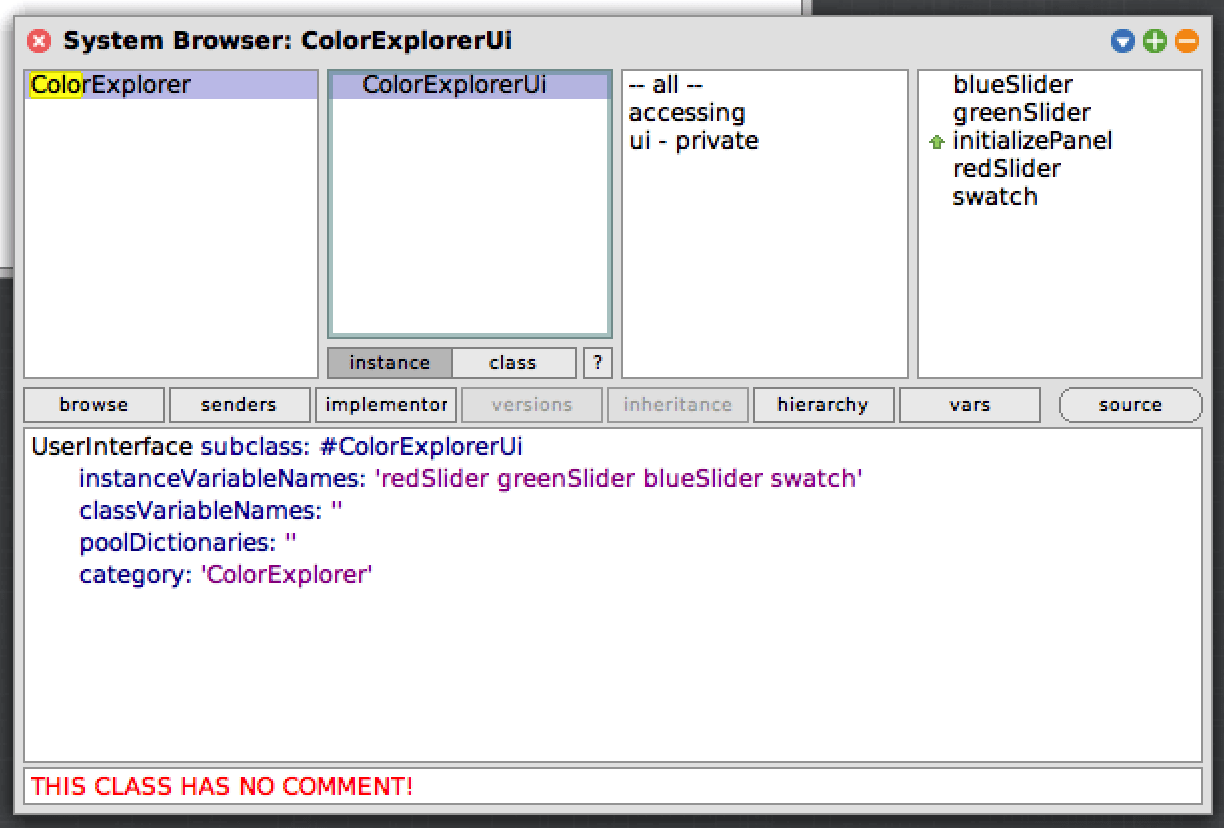 System Browser: ColorExplorerUi
ColorExplorer
ColorExplorerUi
instance class ?
-- all --
accessing
ui - private
blueSlider
greenSlider
initializePanel
redSlider
swatch
browse senders implementor versions inheritance hierarchy vars source
UserInterface subclass: #ColorExplorerUi
instanceVariableNames: 'redSlider greenSlider blueSlider swatch'
classVariableNames: ''
poolDictionaries: ''
category: 'ColorExplorer'
THIS CLASS HAS NO COMMENT!